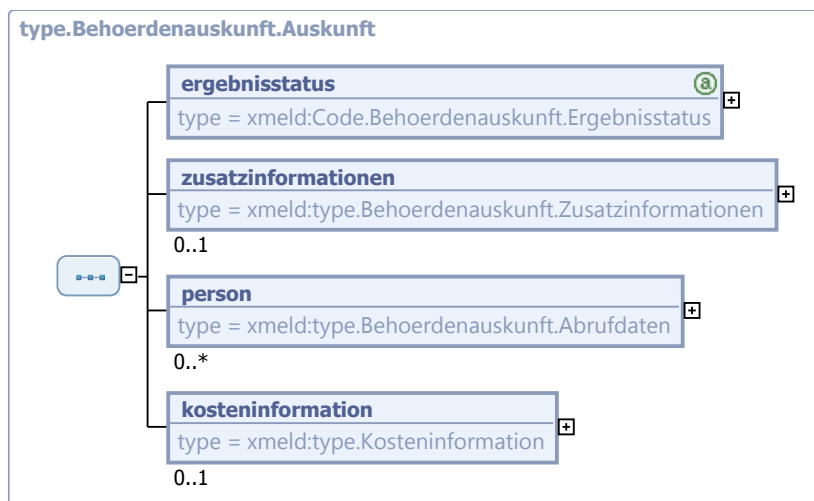 type.Behoerdenauskunft.Auskunft
ergebnisstatus
a
type = xmeld:Code.Behoerdenauskunft.Ergebnisstatus
zusatzinformationen
type = xmeld:type.Behoerdenauskunft.Zusatzinformationen
0..1
person
type = xmeld:type.Behoerdenauskunft.Abrufdaten
0..*
kosteninformation
type = xmeld:type.Kosteninformation
0..1